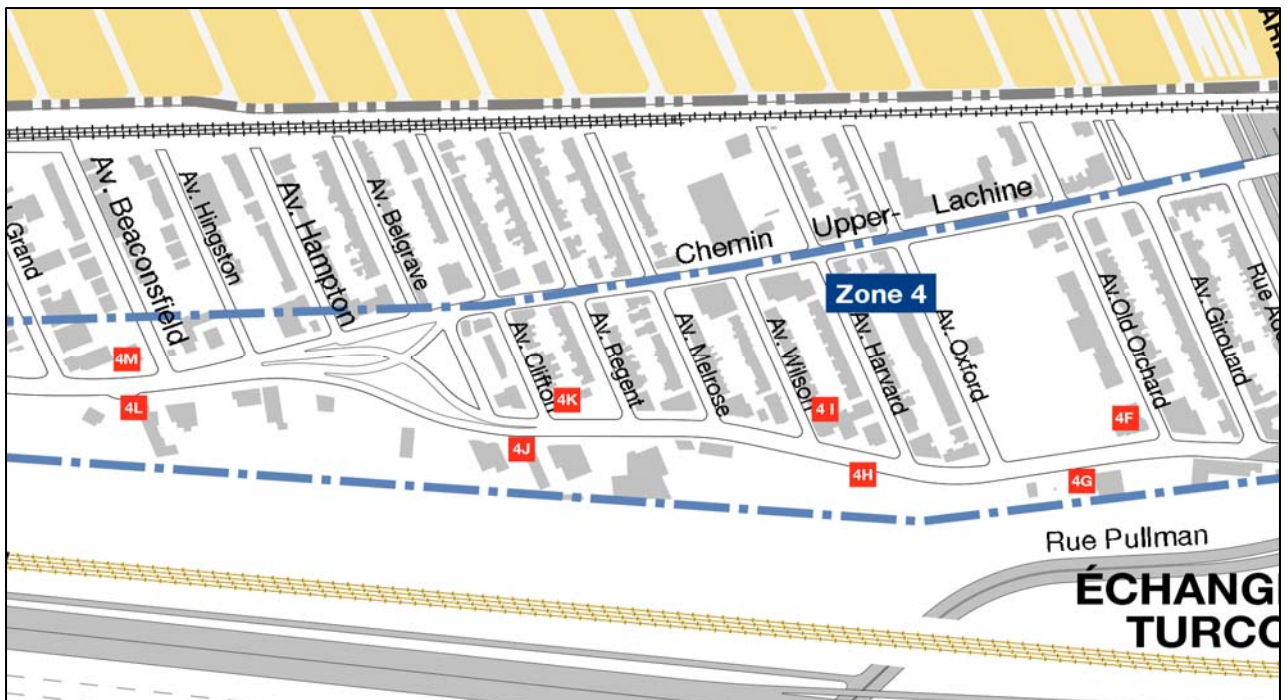 Av. Beaconsfield
Av. Hingston
Av. Hampton
Av. Belgrave
Grand
Chemin Upper-Lachine
Zone 4
Av. Clifton
Av. Regent
Av. Melrose
Av. Wilson
Av. Harvard
Av. Oxford
Av. Old Orchard
Av. Girouard
4M
4L
4K
4J
4 I
4H
4F
4G
Rue Pullman
ÉCHANG
TURCO